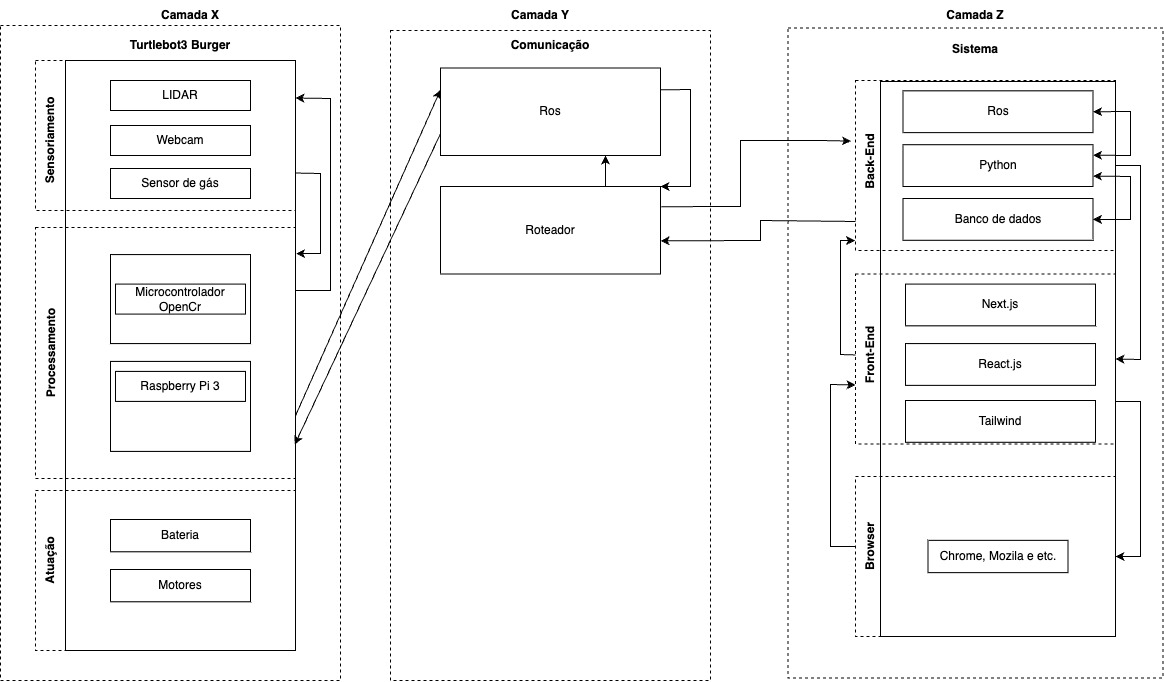 Camada X
Turtlebot3 Burger
Sensoriamento
LIDAR
Webcam
Sensor de gás
Processamento
Microcontrolador
OpenCr
Raspberry Pi 3
Atuação
Bateria
Motores
Camada Y
Comunicação
Ros
Roteador
Camada Z
Sistema
Back-End
Ros
Python
Banco de dados
Front-End
Next.js
React.js
Tailwind
Browser
Chrome, Mozila e etc.